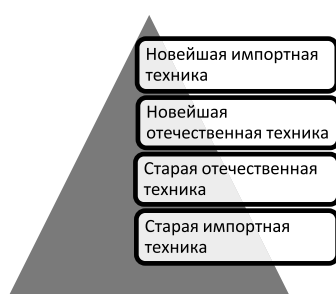 Новейшая импортная
техника
Новейшая
отечественная техника
Старая отечественная
техника
Старая импортная
техника